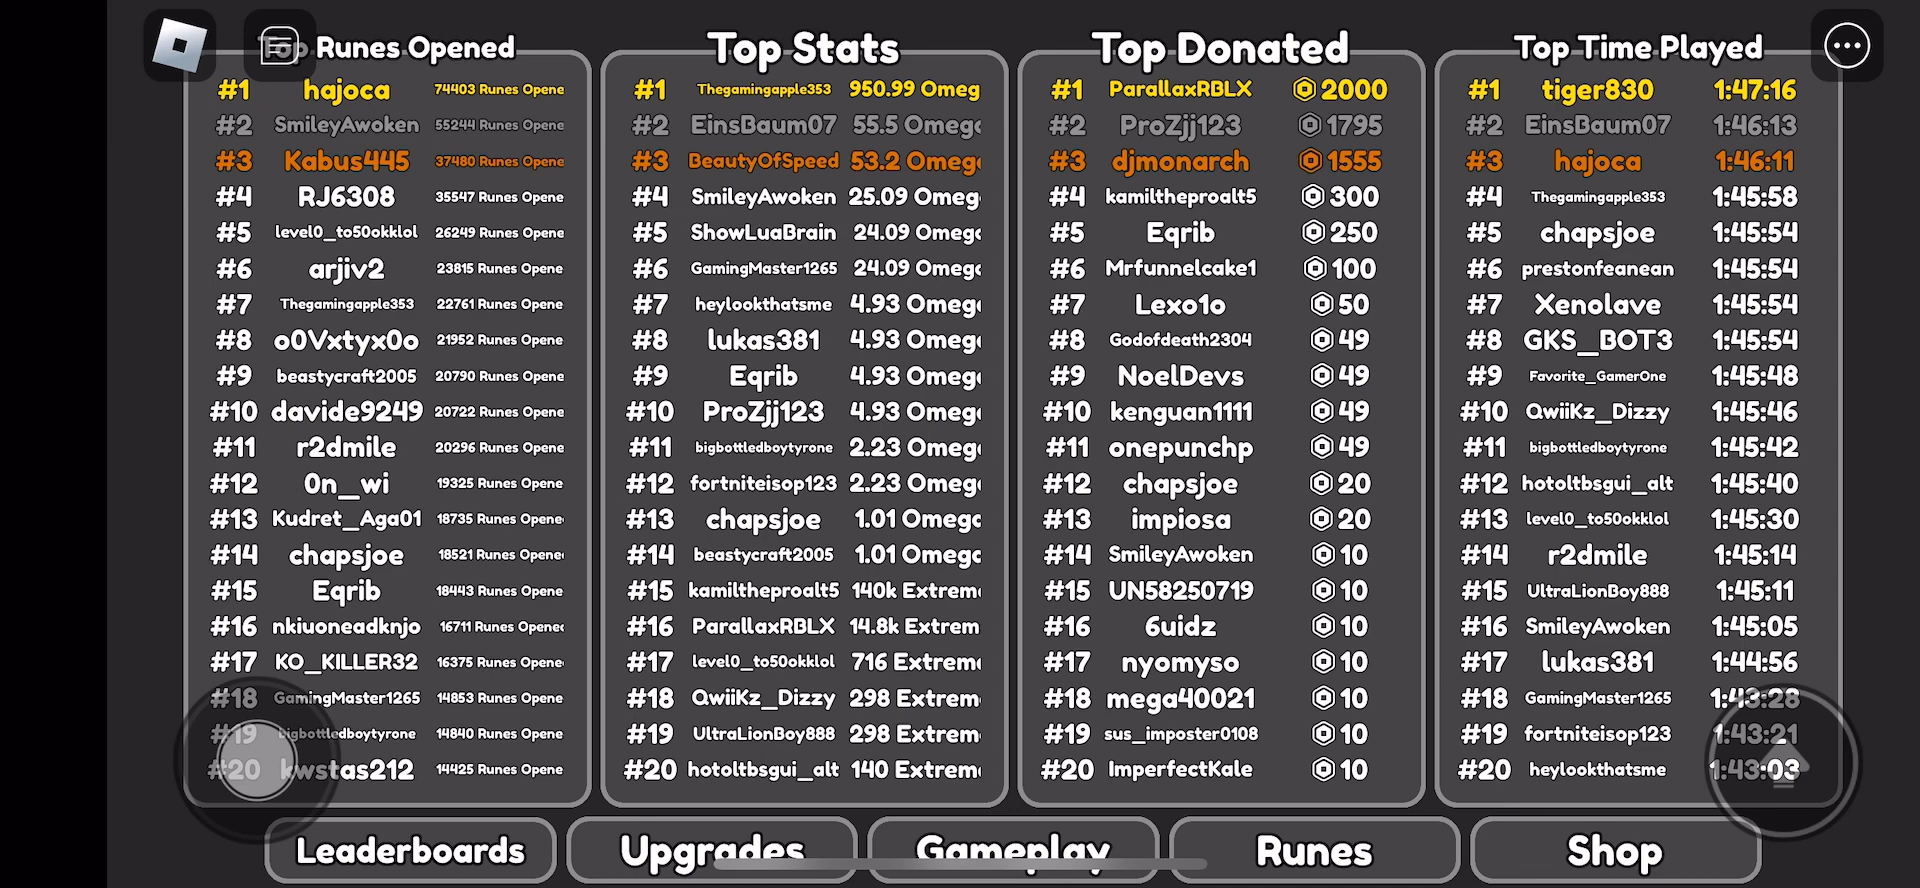 Top Runes Opened
#1 hajoca 74403 Runes Opene
#2 SmileyAwoken 55244 Runes Opene
#3 Kabus445 37480 Runes Opene
#4 RJ6308 35547 Runes Opene
#5 level0_to50okklol 26249 Runes Opene
#6 arjiv2 23815 Runes Opene
#7 Thegamingapple353 22761 Runes Opene
#8 o0Vxtyx0o 21952 Runes Opene
#9 beastycraft2005 20790 Runes Opene
#10 davide9249 20722 Runes Opene
#11 r2dmile 20296 Runes Opene
#12 0n_wi 19325 Runes Opene
#13 Kudret_Aga01 18735 Runes Opene
#14 chapsjoe 18521 Runes Opene
#15 Eqrib 18443 Runes Opene
#16 nkiuoneadknjo 16711 Runes Opene
#17 KO_KILLER32 16375 Runes Opene
#18 GamingMaster1265 14853 Runes Opene
#19 bigbottledboytyrone 14840 Runes Opene
#20 kwstas212 14425 Runes Opene
Top Stats
#1 Thegamingapple353 950.99 Omeg
#2 EinsBaum07 55.5 Omeg
#3 BeautyOfSpeed 53.2 Omeg
#4 SmileyAwoken 25.09 Omeg
#5 ShowLuaBrain 24.09 Omeg
#6 GamingMaster1265 24.09 Omeg
#7 heylookthatsme 4.93 Omeg
#8 lukas381 4.93 Omeg
#9 Eqrib 4.93 Omeg
#10 ProZjj123 4.93 Omeg
#11 bigbottledboytyrone 2.23 Omeg
#12 fortniteisop123 2.23 Omeg
#13 chapsjoe 1.01 Omeg
#14 beastycraft2005 1.01 Omeg
#15 kamiltheproalt5 140k Extrem
#16 ParallaxRBLX 14.8k Extrem
#17 level0_to50okklol 716 Extrem
#18 QwiiKz_Dizzy 298 Extrem
#19 UltraLionBoy888 298 Extrem
#20 hotoltbsgui_alt 140 Extrem
Top Donated
#1 ParallaxRBLX 2000
#2 ProZjj123 1795
#3 djmonarch 1555
#4 kamiltheproalt5 300
#5 Eqrib 250
#6 Mrfunnelcake1 100
#7 Lexo1o 50
#8 Godofdeath2304 49
#9 NoelDevs 49
#10 kenguan1111 49
#11 onepunchp 49
#12 chapsjoe 20
#13 impiosa 20
#14 SmileyAwoken 10
#15 UN58250719 10
#16 6uidz 10
#17 nyomyso 10
#18 mega40021 10
#19 sus_imposter0108 10
#20 ImperfectKale 10
Top Time Played
#1 tiger830 1:47:16
#2 EinsBaum07 1:46:13
#3 hajoca 1:46:11
#4 Thegamingapple353 1:45:58
#5 chapsjoe 1:45:54
#6 prestonfeanean 1:45:54
#7 Xenolave 1:45:54
#8 GKS_BOT3 1:45:54
#9 Favorite_GamerOne 1:45:48
#10 QwiiKz_Dizzy 1:45:46
#11 bigbottledboytyrone 1:45:42
#12 hotoltbsgui_alt 1:45:40
#13 level0_to50okklol 1:45:30
#14 r2dmile 1:45:14
#15 UltraLionBoy888 1:45:11
#16 SmileyAwoken 1:45:05
#17 lukas381 1:44:56
#18 GamingMaster1265 1:43:28
#19 fortniteisop123 1:43:21
#20 heylookthatsme 1:43:03
Leaderboards
Upgrades
Gameplay
Runes
Shop